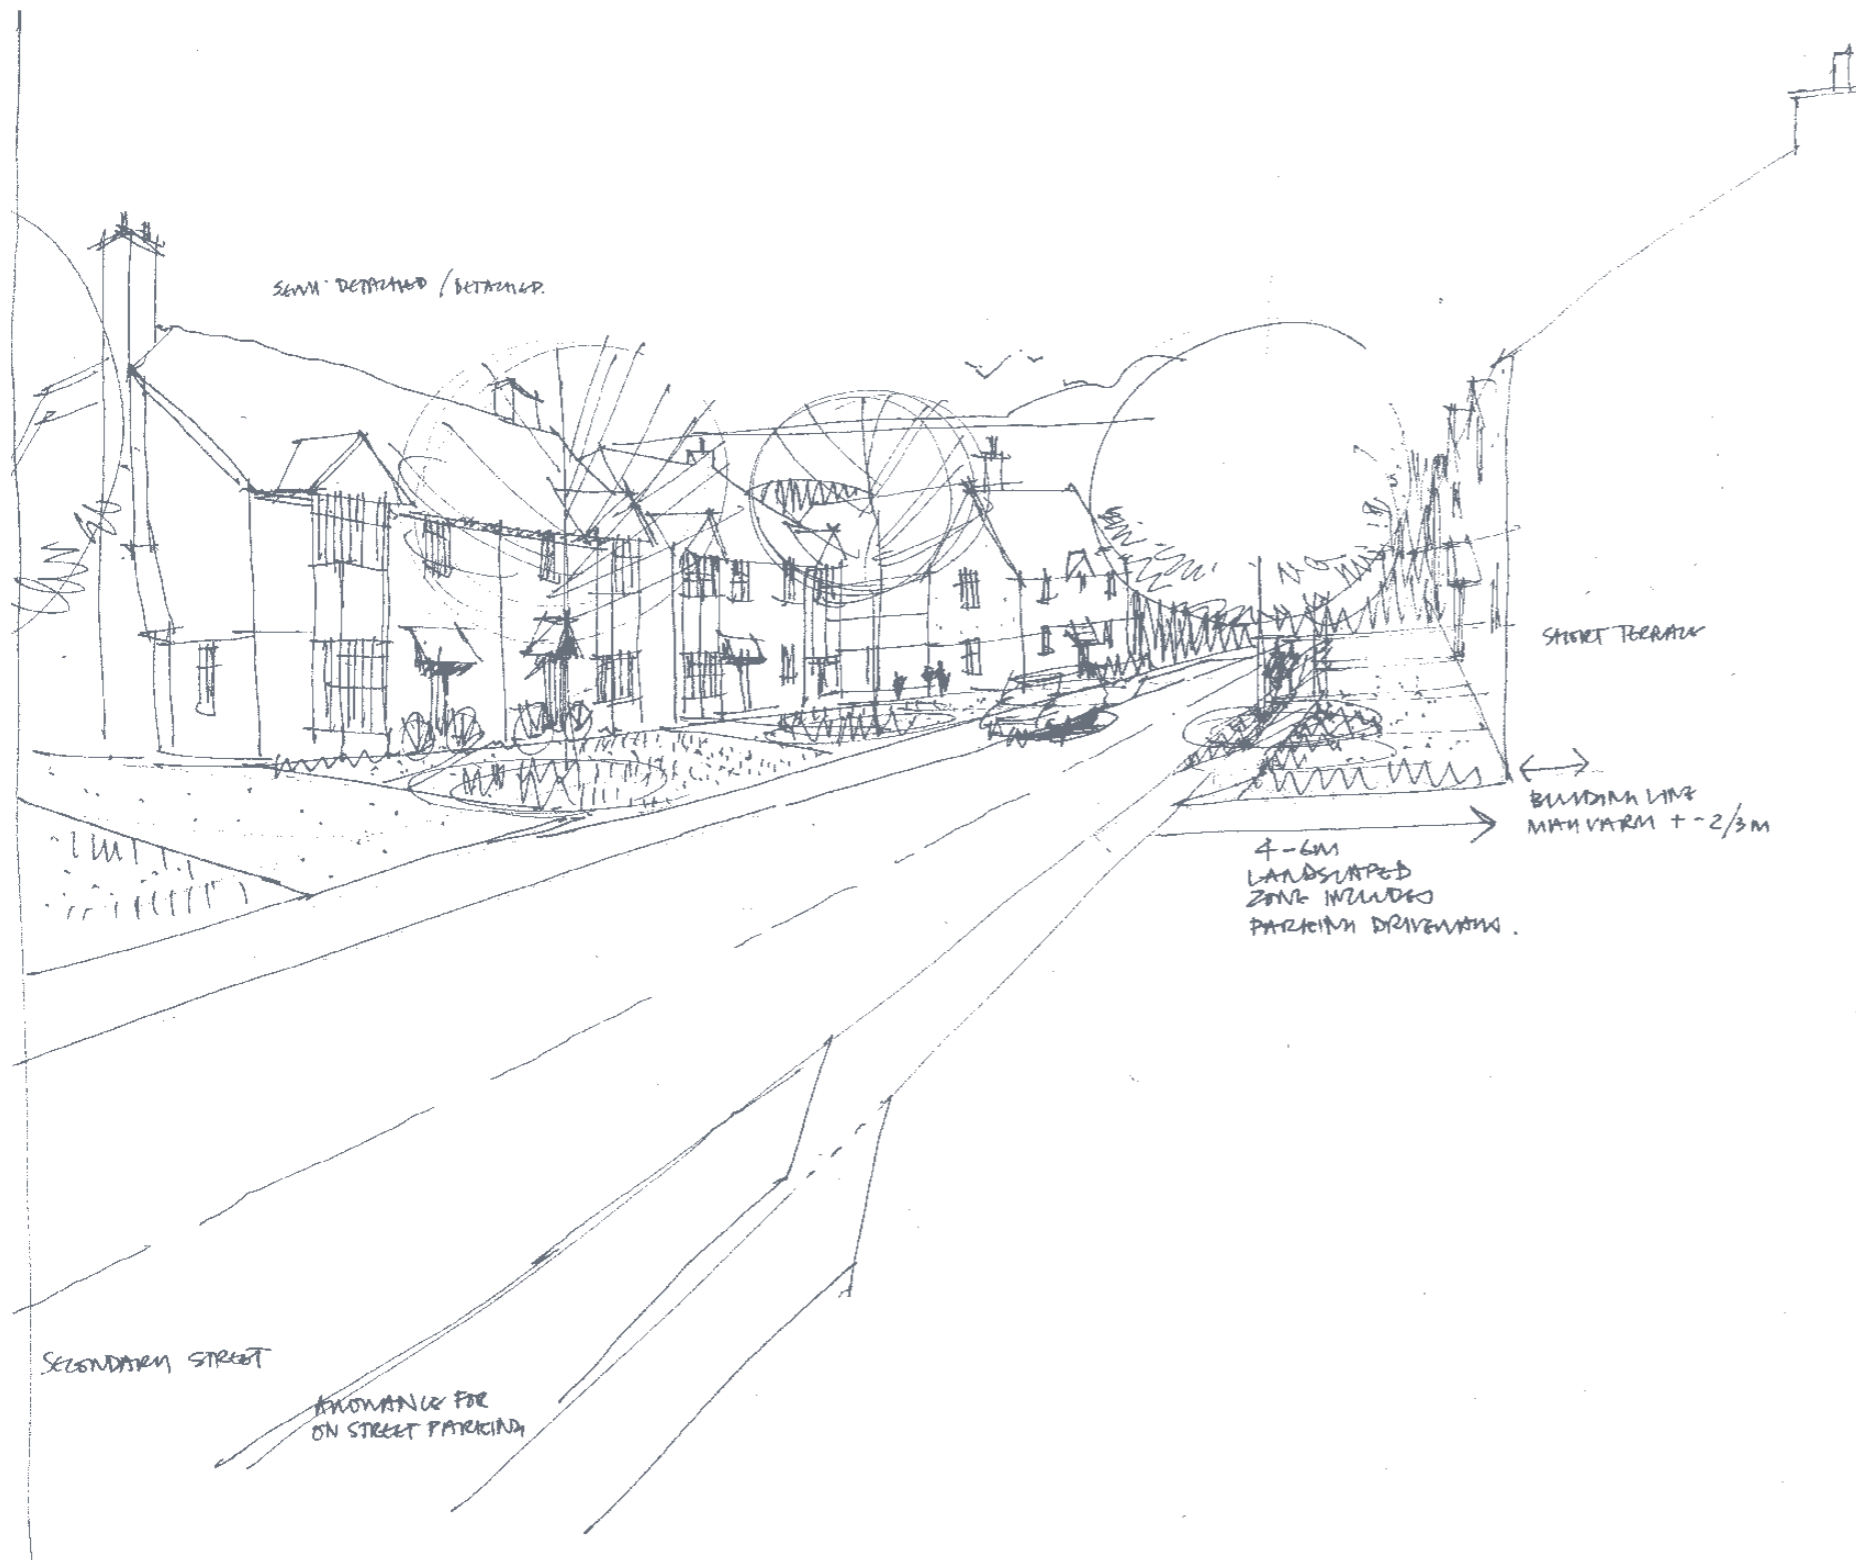 SEMI-DETACHED / DETACHED.
SHORT TERRACE
BUILDING LINE
MAY VARY + - 2/3M
4-6M
LANDSCAPED
ZONE INCLUDES
PARKING DRIVEWAYS.
SECONDARY STREET
ALLOWANCE FOR
ON STREET PARKING